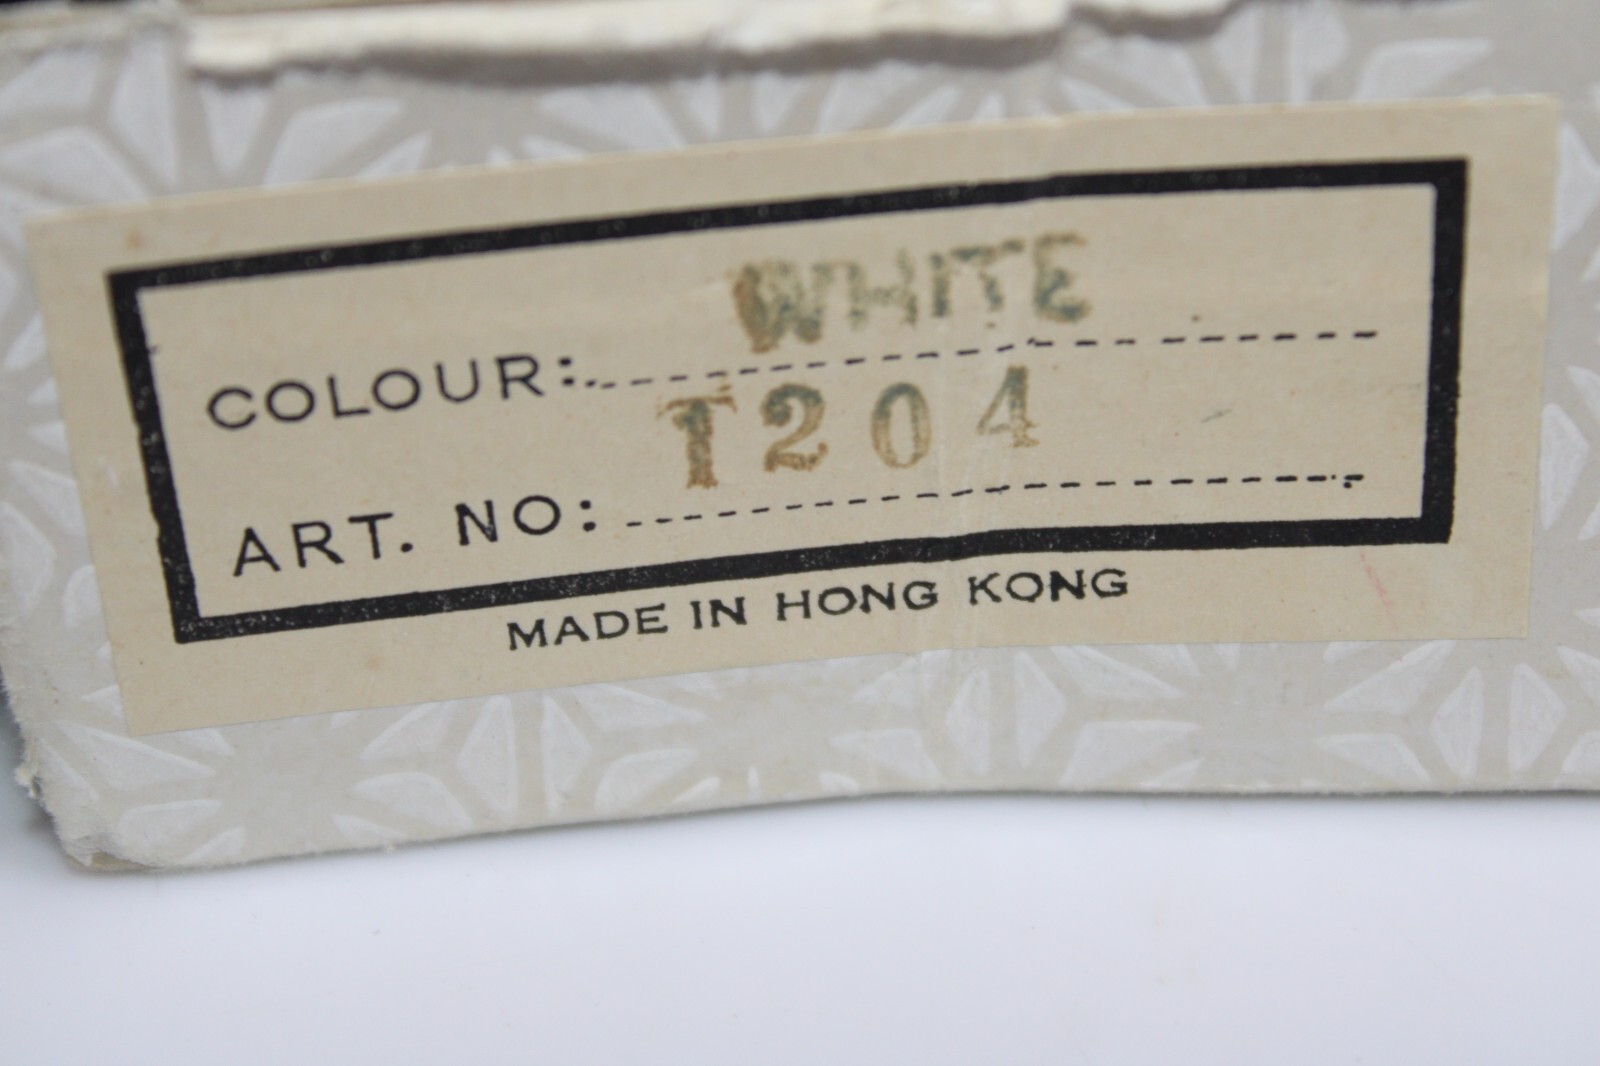 COLOUR: WHITE
ART. NO: T204
MADE IN HONG KONG